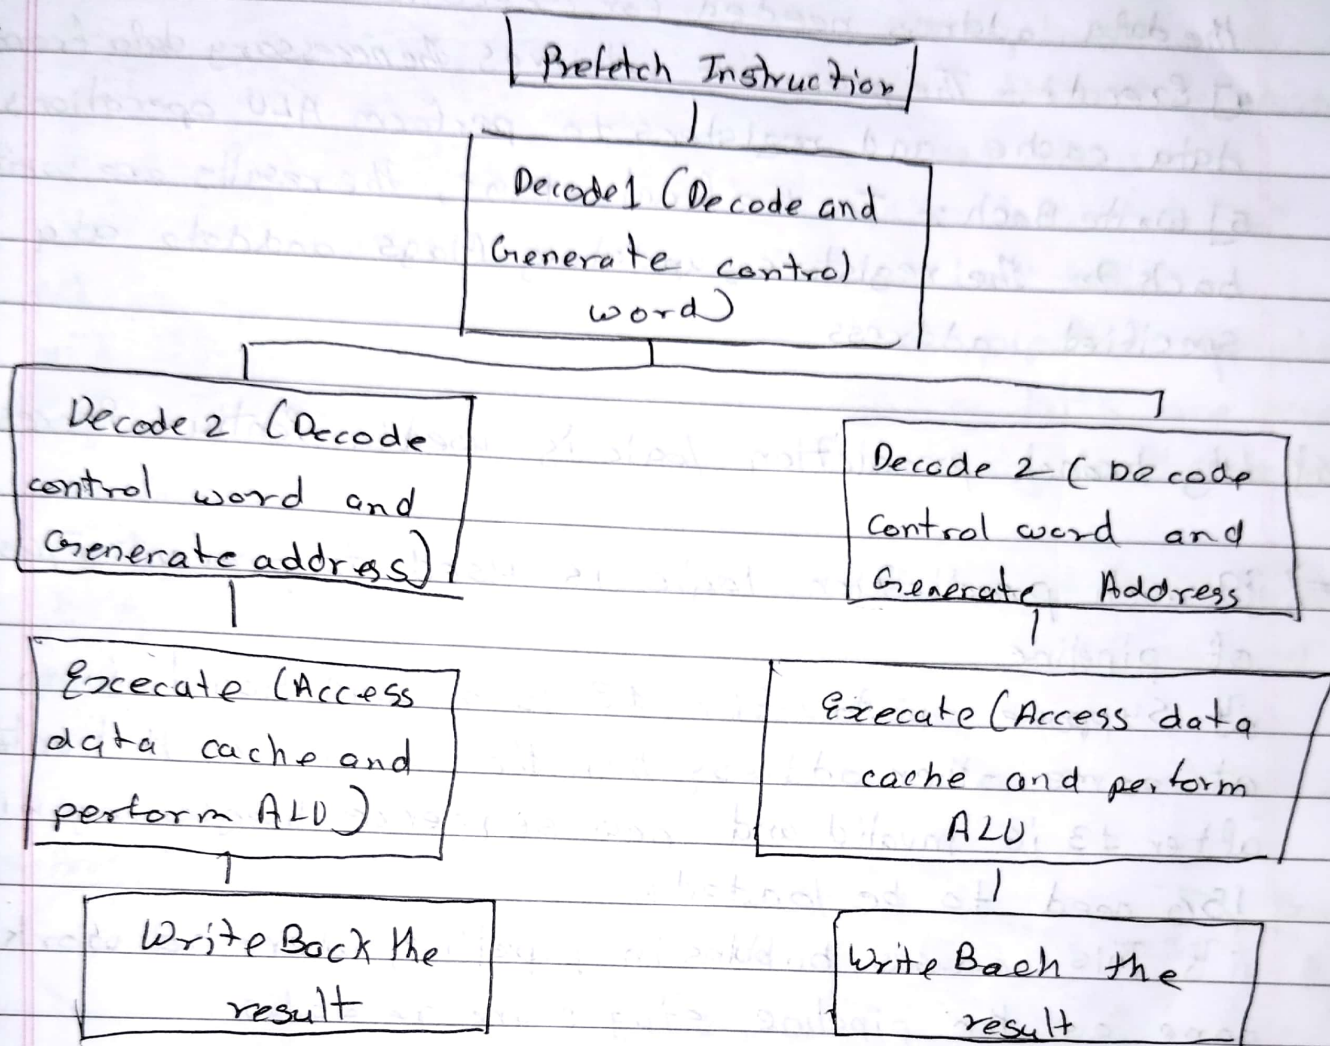 Prefetch Instruction
Decode1 (Decode and
Generate control
word)
Decode 2 (Decode
control word and
Generate address)
Execate (Access
data cache and
perform ALU)
Write Back the
result
Decode 2 (Decode
control word and
Generate Address
Execute (Access data
cache and perform
ALU
Write Back the
result